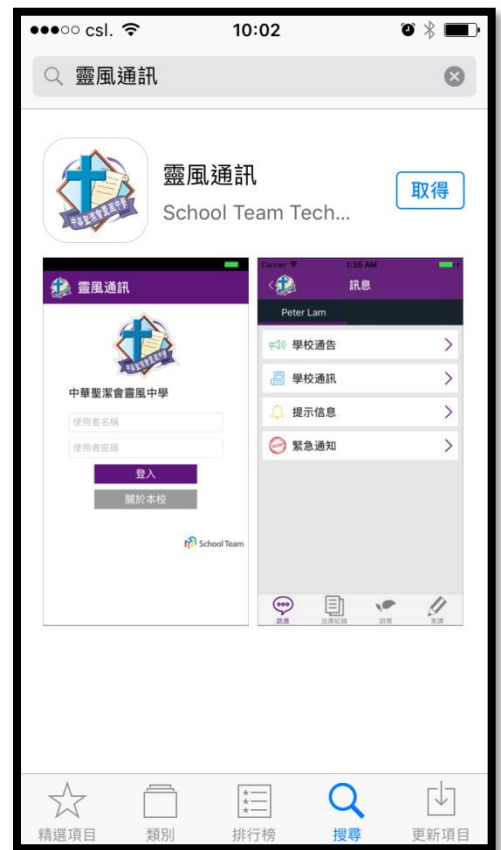 csl.
10:02
靈風通訊
靈風通訊
School Team Tech...
取得
靈風通訊
中華聖潔會靈風中學
使用者名稱
使用者密碼
登入
關於本校
School Team
Carrier
1:35 AM
訊息
Peter Lam
學校通告
學校通訊
提示信息
緊急通知
訊息
出席紀錄
精選項目
類別
排行榜
搜尋
更新項目